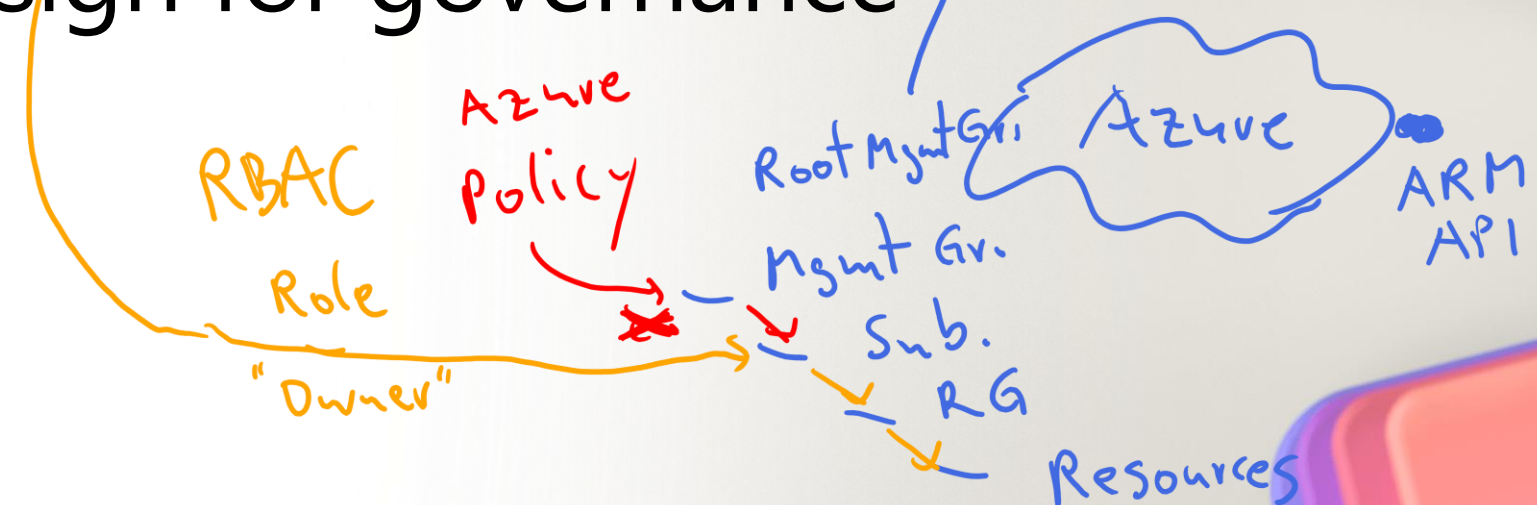 sign for governance
Azure
Policy
RBAC
Role
"Owner"
Root Mgmt Gr.
Mgmt Gr.
Sub.
RG
Resources
Azure
ARM
API